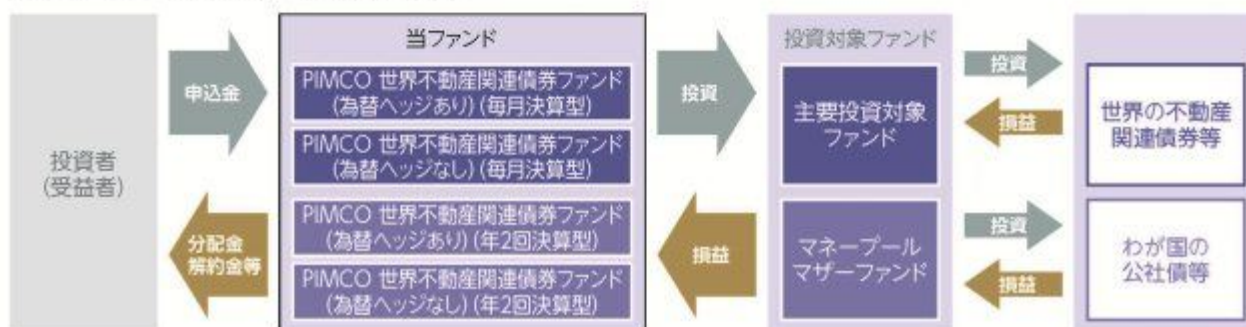 投資者
(受益者)
申込金
分配金
解約金等
当ファンド
PIMCO 世界不動産関連債券ファンド
(為替ヘッジあり)(毎月決算型)
PIMCO 世界不動産関連債券ファンド
(為替ヘッジなし)(毎月決算型)
PIMCO 世界不動産関連債券ファンド
(為替ヘッジあり)(年2回決算型)
PIMCO 世界不動産関連債券ファンド
(為替ヘッジなし)(年2回決算型)
投資
損益
投資対象ファンド
主要投資対象
ファンド
マネープール
マザーファンド
投資
損益
投資
損益
世界の不動産
関連債券等
わが国の
公社債等